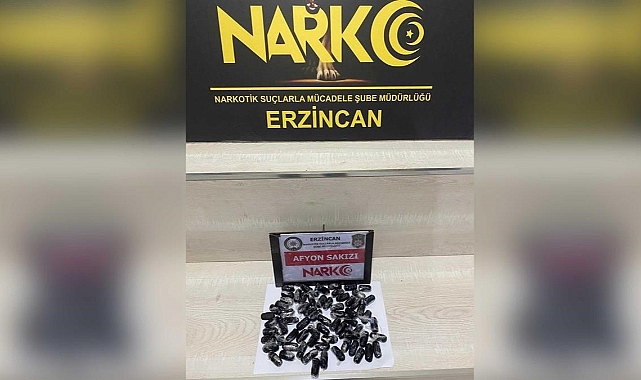 NARKO
NARKOTİK SUÇLARLA MÜCADELE ŞUBE MÜDÜRLÜĞÜ
ERZİNCAN
ERZİNCAN
AFYON SAKIZI
NARKO